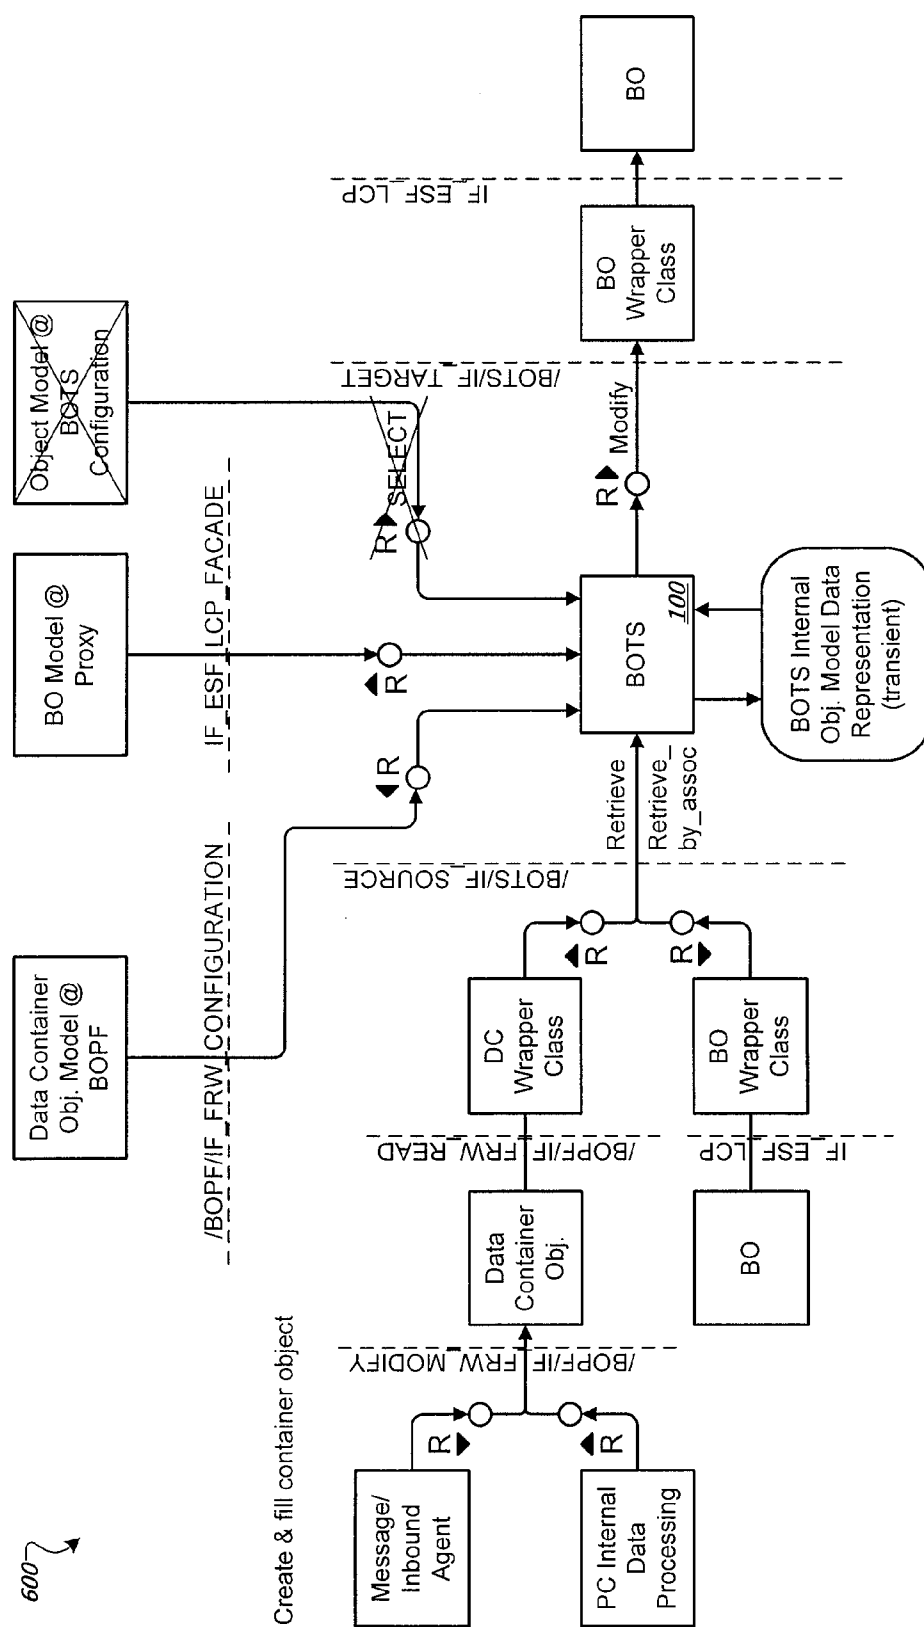 600
Data Container
Obj. Model @
BOPF
BO Model @
Proxy
Object Model @
BOTS
Configuration
/BOPF/IF_FRW_CONFIGURATION
IF_ESF_LCP_FACADE
Create & fill container object
R
R
R
SELECT
Message/
Inbound
Agent
R
PC Internal
Data
Processing
R
/BOPF/IF_FRW_MODIFY
Data
Container
Obj.
/BOPF/IF_FRW_READ
DC
Wrapper
Class
R
BO
IF_ESF_LCP
BO
Wrapper
Class
R
/BOTS/IF_SOURCE
Retrieve
Retrieve_
by_assoc
BOTS
100
BOTS Internal
Obj. Model Data
Representation
(transient)
R
Modify
/BOTS/IF_TARGET
BO
Wrapper
Class
IF_ESF_LCP
BO